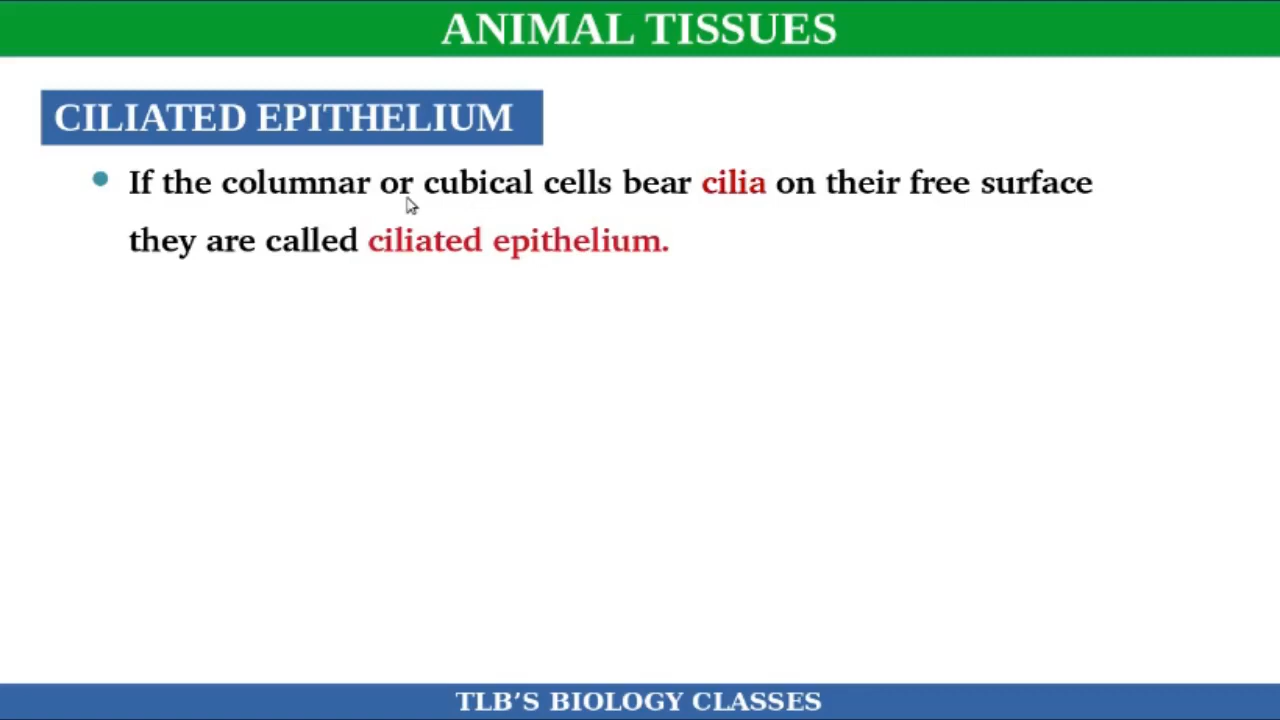 ANIMAL TISSUES
CILIATED EPITHELIUM
If the columnar or cubical cells bear cilia on their free surface
they are called ciliated epithelium.
TLB'S BIOLOGY CLASSES